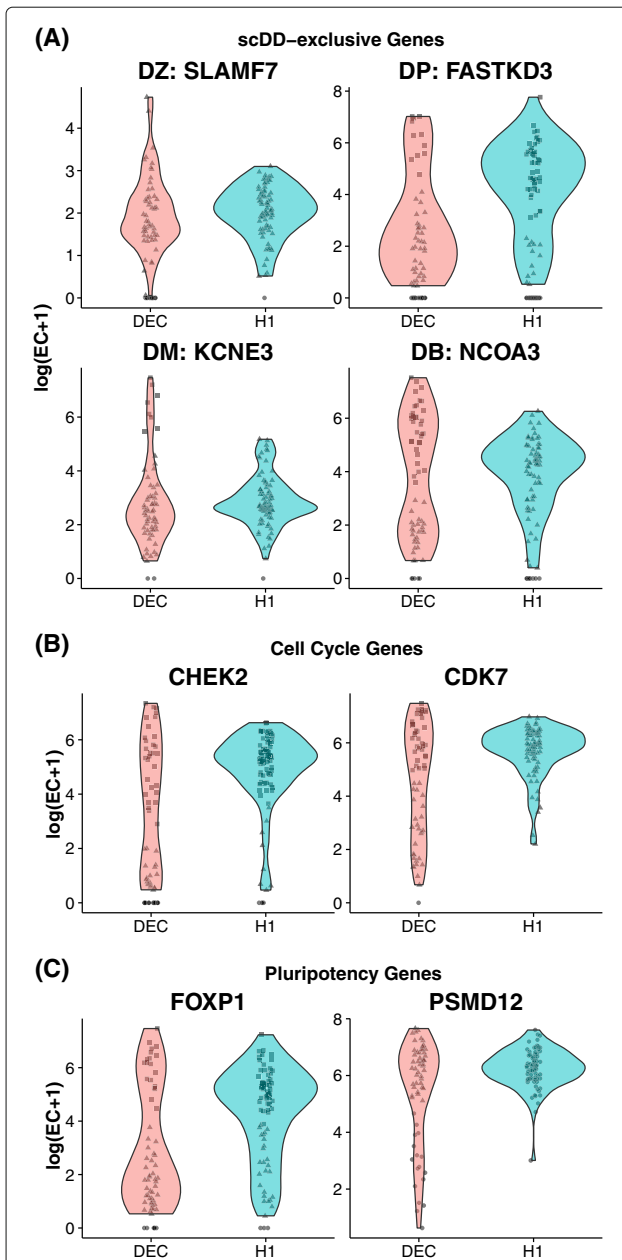 (A)
scDD−exclusive Genes
DZ: SLAMF7
DP: FASTKD3
log(EC+1)
4
3
2
1
0
DEC
H1
8
6
4
2
0
DEC
H1
DM: KCNE3
DB: NCOA3
6
4
2
0
DEC
H1
6
4
2
0
DEC
H1
(B)
Cell Cycle Genes
CHEK2
CDK7
log(EC+1)
6
4
2
0
DEC
H1
6
4
2
0
DEC
H1
(C)
Pluripotency Genes
FOXP1
PSMD12
log(EC+1)
6
4
2
0
DEC
H1
8
6
4
2
DEC
H1